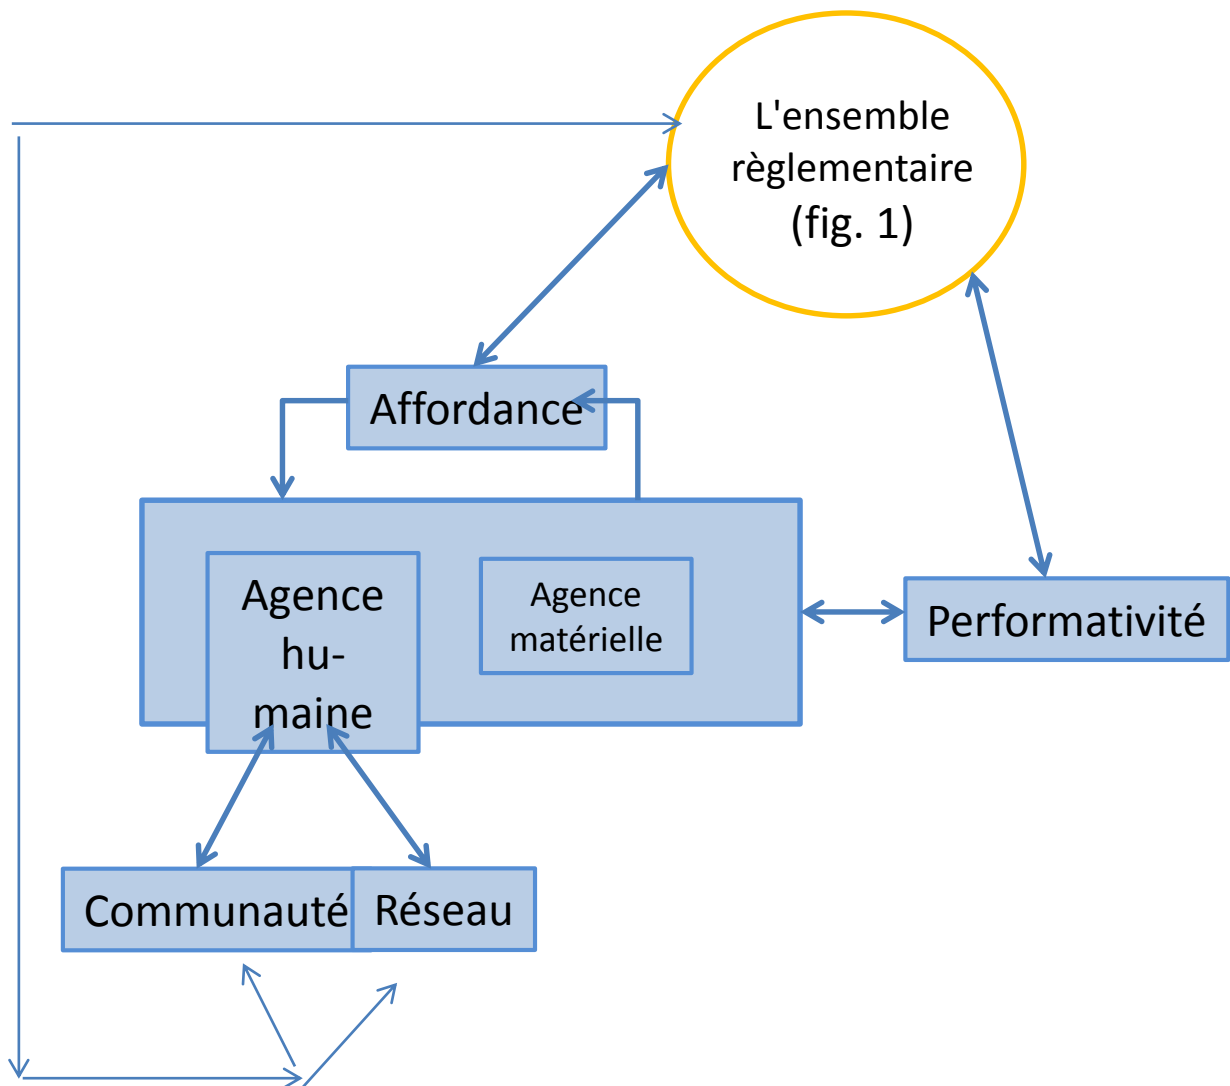 L'ensemble
règlementaire
(fig. 1)
Affordance
Agence
hu-
maine
Agence
matérielle
Performativité
Communauté
Réseau